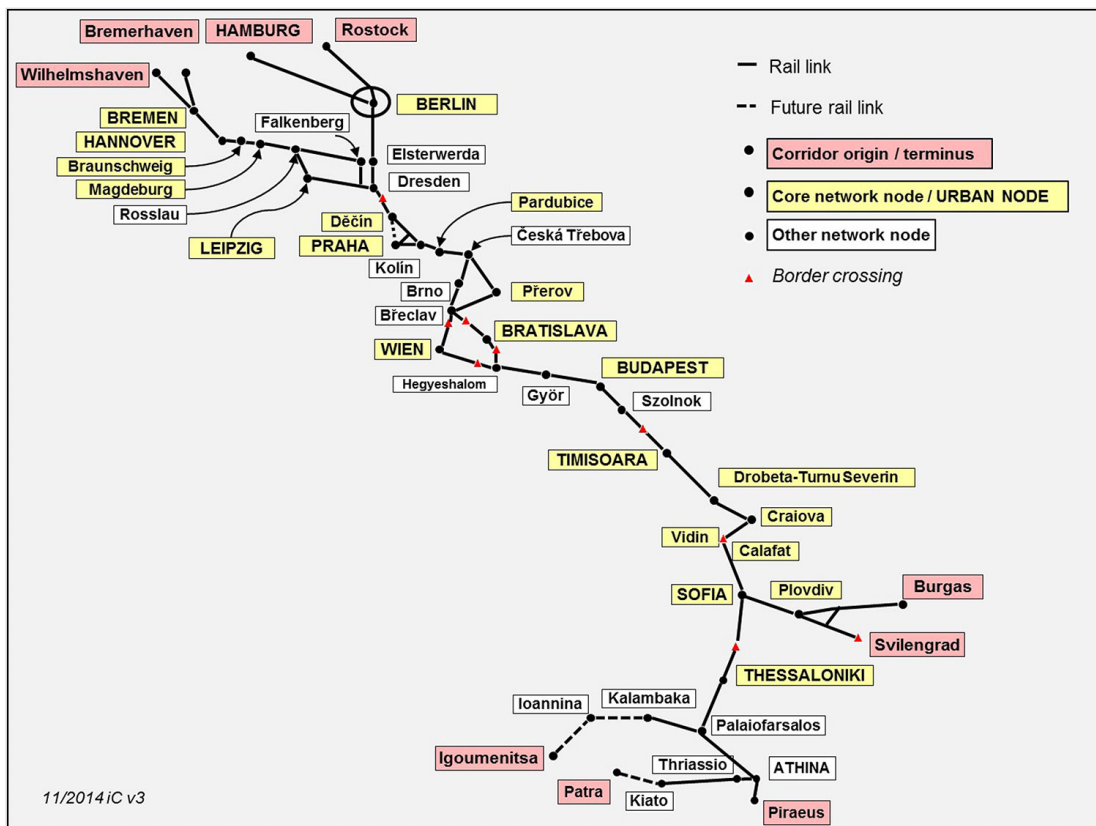 Bremerhaven
HAMBURG
Rostock
Wilhelmshaven
BREMEN
BERLIN
HANNOVER
Falkenberg
Braunschweig
Elsterwerda
Magdeburg
Dresden
Rosslau
Děčín
Pardubice
LEIPZIG
PRAHA
Česká Třebova
Kolín
Brno
Přerov
Břeclav
BRATISLAVA
WIEN
Hegyeshalom
BUDAPEST
Györ
Szolnok
TIMISOARA
Drobeta-Turnu Severin
Craiova
Vidin
Calafat
SOFIA
Plovdiv
Burgas
Svilengrad
THESSALONIKI
Ioannina
Kalambaka
Palaiofarsalos
Igoumenitsa
Thriassio
ATHINA
Patra
Kiato
Piraeus
Rail link
Future rail link
Corridor origin / terminus
Core network node / URBAN NODE
Other network node
Border crossing
11/2014 iC v3